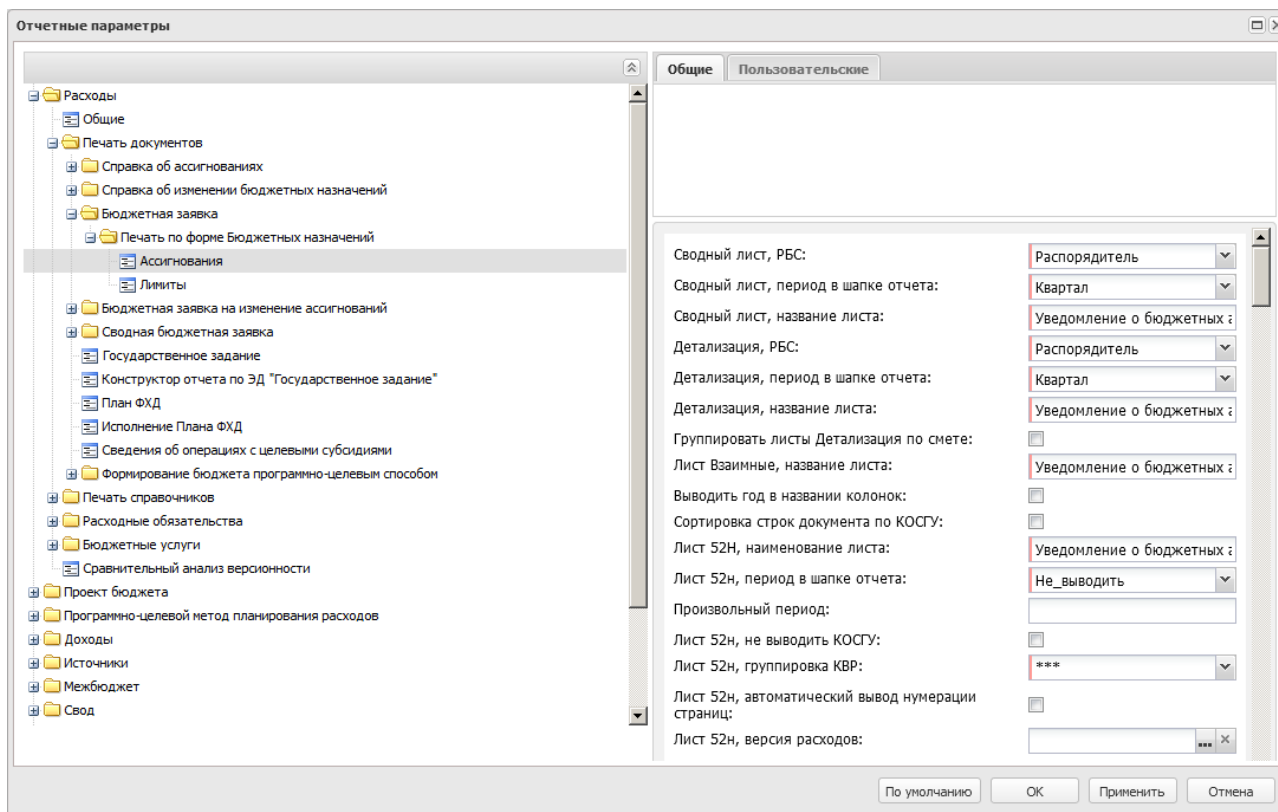 Отчетные параметры
Расходы
Общие
Печать документов
Справка об ассигнованиях
Справка об изменении бюджетных назначений
Бюджетная заявка
Печать по форме Бюджетных назначений
Ассигнования
Лимиты
Бюджетная заявка на изменение ассигнований
Сводная бюджетная заявка
Государственное задание
Конструктор отчета по ЭД "Государственное задание"
План ФХД
Исполнение Плана ФХД
Сведения об операциях с целевыми субсидиями
Формирование бюджета программно-целевым способом
Печать справочников
Расходные обязательства
Бюджетные услуги
Сравнительный анализ версионности
Проект бюджета
Программно-целевой метод планирования расходов
Доходы
Источники
Межбюджет
Свод
Общие Пользовательские
Сводный лист, РБС: Распорядитель
Сводный лист, период в шапке отчета: Квартал
Сводный лист, название листа: Уведомление о бюджетных а
Детализация, РБС: Распорядитель
Детализация, период в шапке отчета: Квартал
Детализация, название листа: Уведомление о бюджетных а
Группировать листы Детализация по смете:
Лист Взаимные, название листа: Уведомление о бюджетных а
Выводить год в названии колонок:
Сортировка строк документа по КОСГУ:
Лист 52Н, наименование листа: Уведомление о бюджетных а
Лист 52н, период в шапке отчета: Не_выводить
Произвольный период:
Лист 52н, не выводить КОСГУ:
Лист 52н, группировка КВР: ***
Лист 52н, автоматический вывод нумерации
страниц:
Лист 52н, версия расходов: ...
По умолчанию ОК Применить Отмена